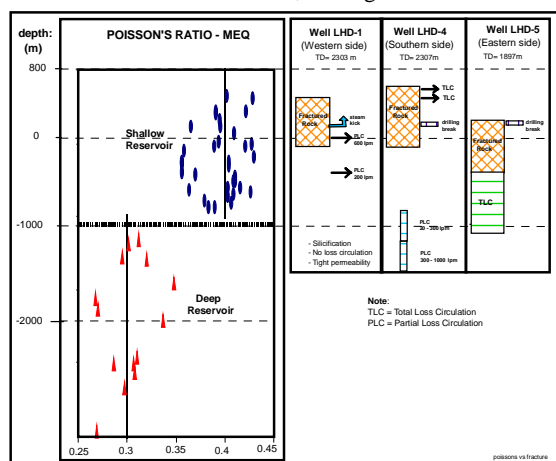 depth:
(m)
POISSON'S RATIO - MEQ
Well LHD-1
(Western side)
TD= 2303 m
Well LHD-4
(Southern side)
TD= 2307m
Well LHD-5
(Eastern side)
TD= 1897m
800
0
-1000
-2000
Shallow
Reservoir
Deep
Reservoir
0.25
0.3
0.35
0.4
0.45
Fractured
Rock
steam
kick
PLC
600 lpm
PLC
200 lpm
- Silicification
- No loss circulation
- Tight permeability
Fractured
Rock
TLC
TLC
drilling
break
PLC
PLC
300 - 1000 lpm
Fractured
Rock
drilling
break
TLC
Note:
TLC = Total Loss Circulation
PLC = Partial Loss Circulation
poissons vs fracture